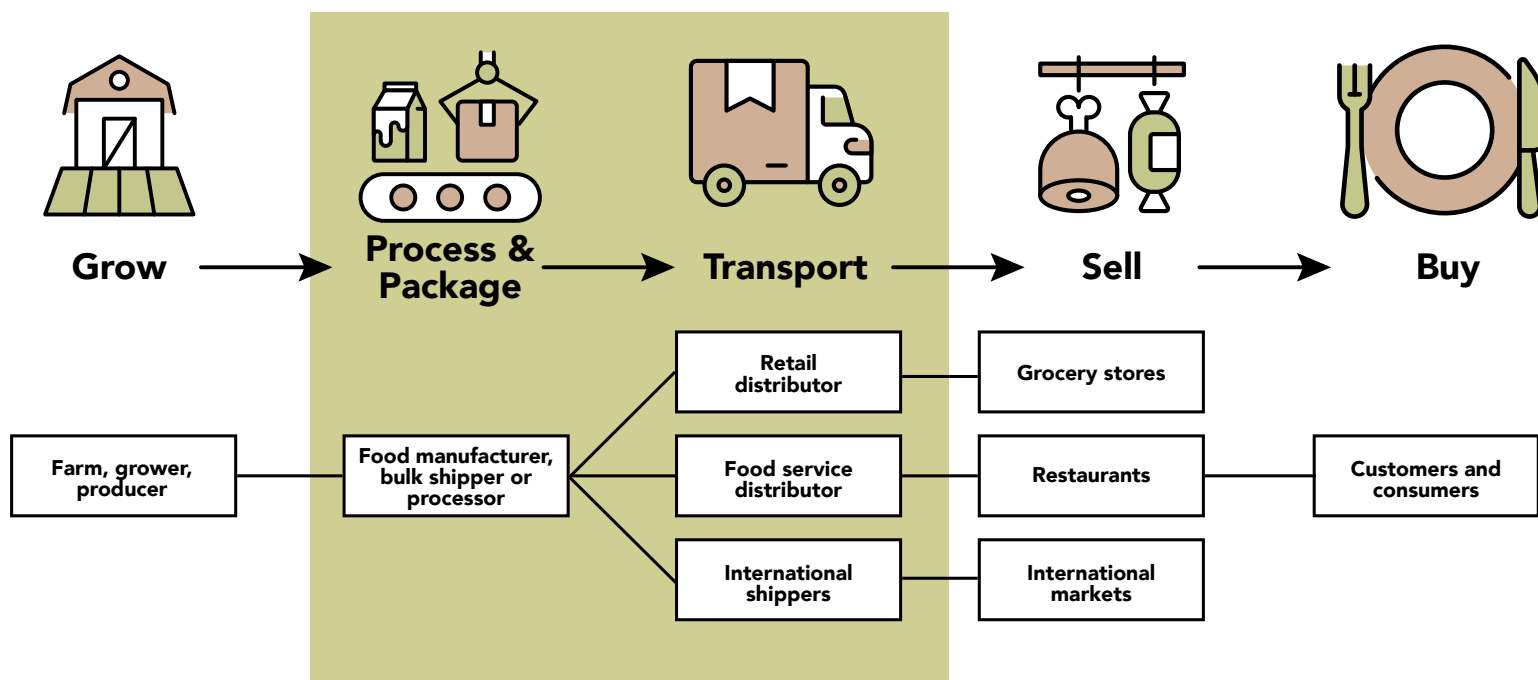 Grow
Process &
Package
Transport
Sell
Buy
Farm, grower,
producer
Food manufacturer,
bulk shipper or
processor
Retail
distributor
Food service
distributor
International
shippers
Grocery stores
Restaurants
International
markets
Customers and
consumers